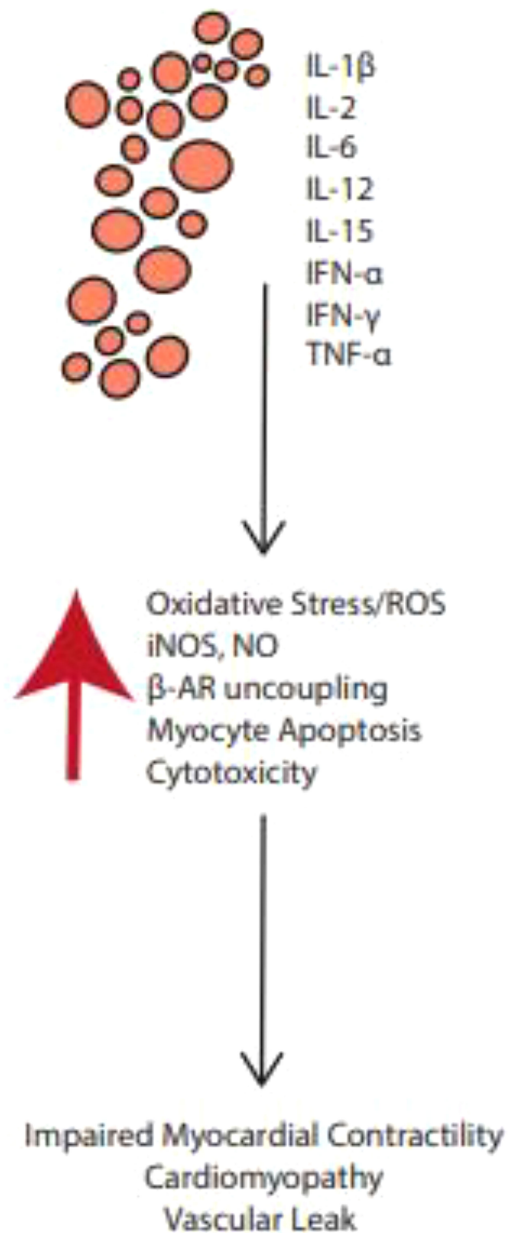 IL-1β
IL-2
IL-6
IL-12
IL-15
IFN-α
IFN-γ
TNF-α
Oxidative Stress/ROS
iNOS, NO
β-AR uncoupling
Myocyte Apoptosis
Cytotoxicity
Impaired Myocardial Contractility
Cardiomyopathy
Vascular Leak